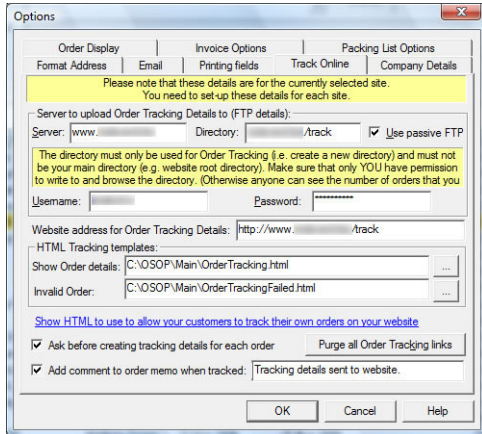 Options
Order Display Invoice Options Packing List Options
Format Address Email Printing fields Track Online Company Details
Please note that these details are for the currently selected site.
You need to set-up these details for each site.
Server to upload Order Tracking Details to (FTP details):
Server: www. Directory: /track Use passive FTP
The directory must only be used for Order Tracking (i.e. create a new directory) and must not
be your main directory (e.g. website root directory). Make sure that only YOU have permission
to write to and browse the directory. (Otherwise anyone can see the number of orders that you
Username: Password: **********
Website address for Order Tracking Details: http://www. /track
HTML Tracking templates:
Show Order details: C:\OSOP\Main\OrderTracking.html ...
Invalid Order: C:\OSOP\Main\OrderTrackingFailed.html ...
Show HTML to use to allow your customers to track their own orders on your website
Ask before creating tracking details for each order Purge all Order Tracking links
Add comment to order memo when tracked: Tracking details sent to website.
OK Cancel Help